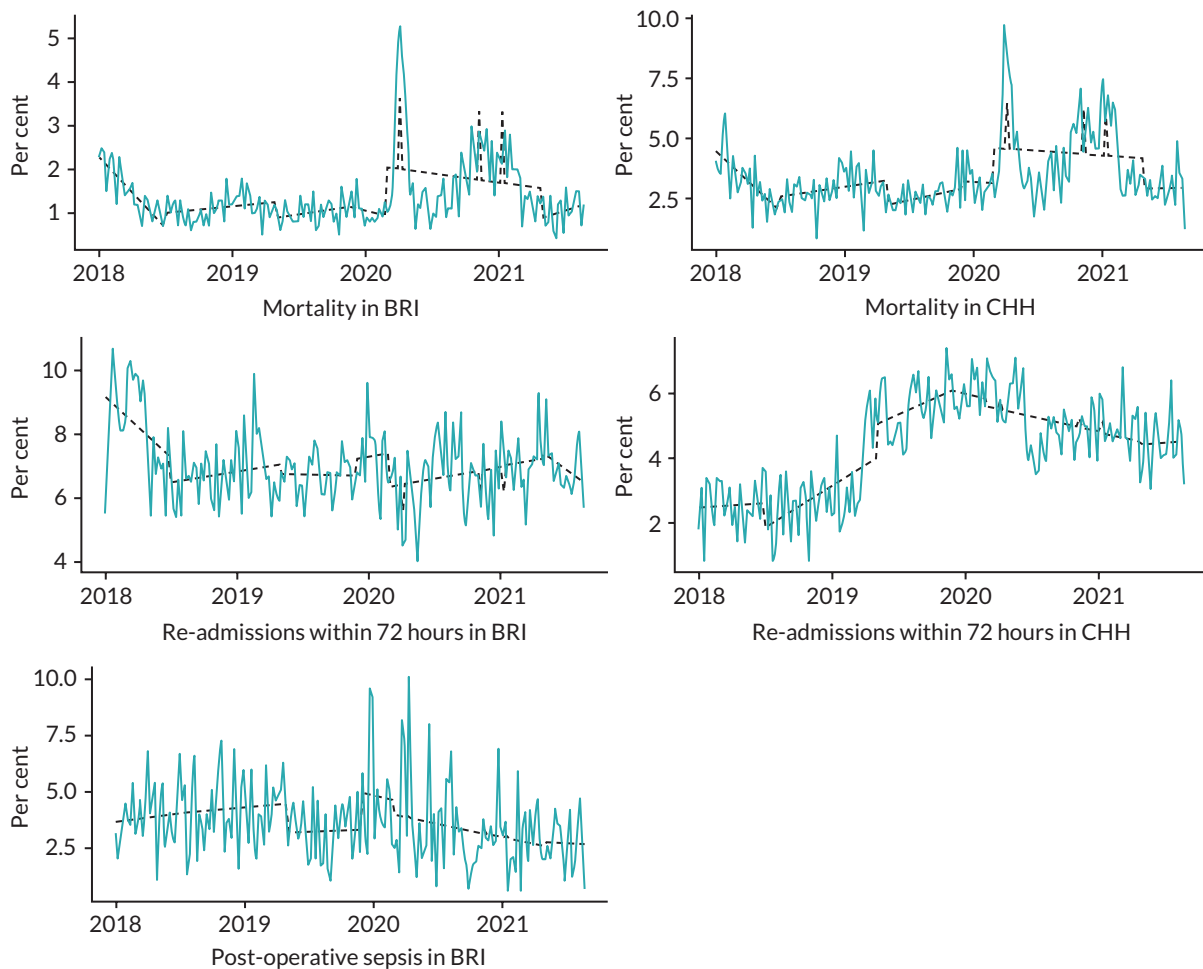 Per cent
5
4
3
2
1
2018 2019 2020 2021
Mortality in BRI
Per cent
10.0
7.5
5.0
2.5
2018 2019 2020 2021
Mortality in CHH
Per cent
10
8
6
4
2018 2019 2020 2021
Re-admissions within 72 hours in BRI
Per cent
6
4
2
2018 2019 2020 2021
Re-admissions within 72 hours in CHH
Per cent
10.0
7.5
5.0
2.5
2018 2019 2020 2021
Post-operative sepsis in BRI